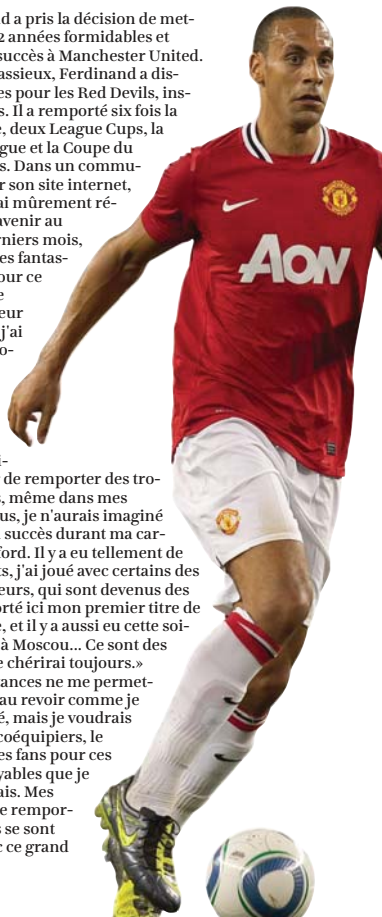 d a pris la décision de met-
2 années formidables et
succès à Manchester United.
assieux, Ferdinand a dis-
es pour les Red Devils, ins-
s. Il a remporté six fois la
e, deux League Cups, la
gue et la Coupe du
s. Dans un commu-
r son site internet,
ai mûrement ré-
avenir au
rniers mois,
es fantas-
our ce
e
eur
j'ai
o-
i-
r de remporter des tro-
s, même dans mes
us, je n'aurais imaginé
n succès durant ma car-
fford. Il y a eu tellement de
ts, j'ai joué avec certains des
eurs, qui sont devenus des
orté ici mon premier titre de
e, et il y a aussi eu cette soi-
à Moscou... Ce sont des
e chérirai toujours.»
ances ne me permet-
au revoir comme je
é, mais je voudrais
coéquipiers, le
es fans pour ces
yables que je
ais. Mes
e rempor-
s se sont
c ce grand
AON